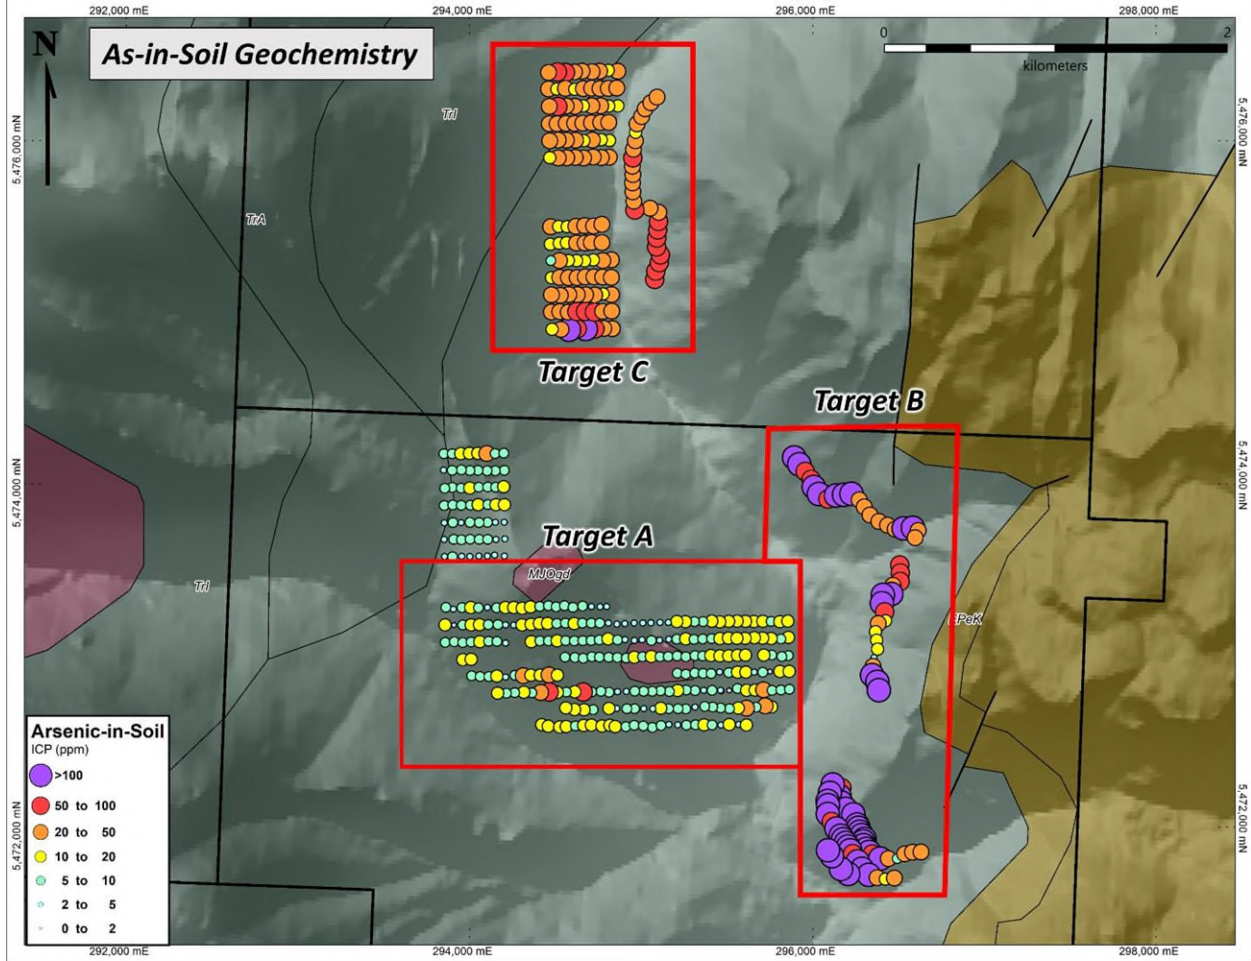 292,000 mE
294,000 mE
296,000 mE
298,000 mE
N
As-in-Soil Geochemistry
0
2
kilometers
TrI
5,476,000 mN
5,476,000 mN
TrA
Target C
Target B
5,474,000 mN
5,474,000 mN
Target A
MJOgd
TrI
PeK
Arsenic-in-Soil
ICP (ppm)
>100
50 to 100
20 to 50
10 to 20
5 to 10
2 to 5
0 to 2
5,472,000 mN
5,472,000 mN
292,000 mE
294,000 mE
296,000 mE
298,000 mE